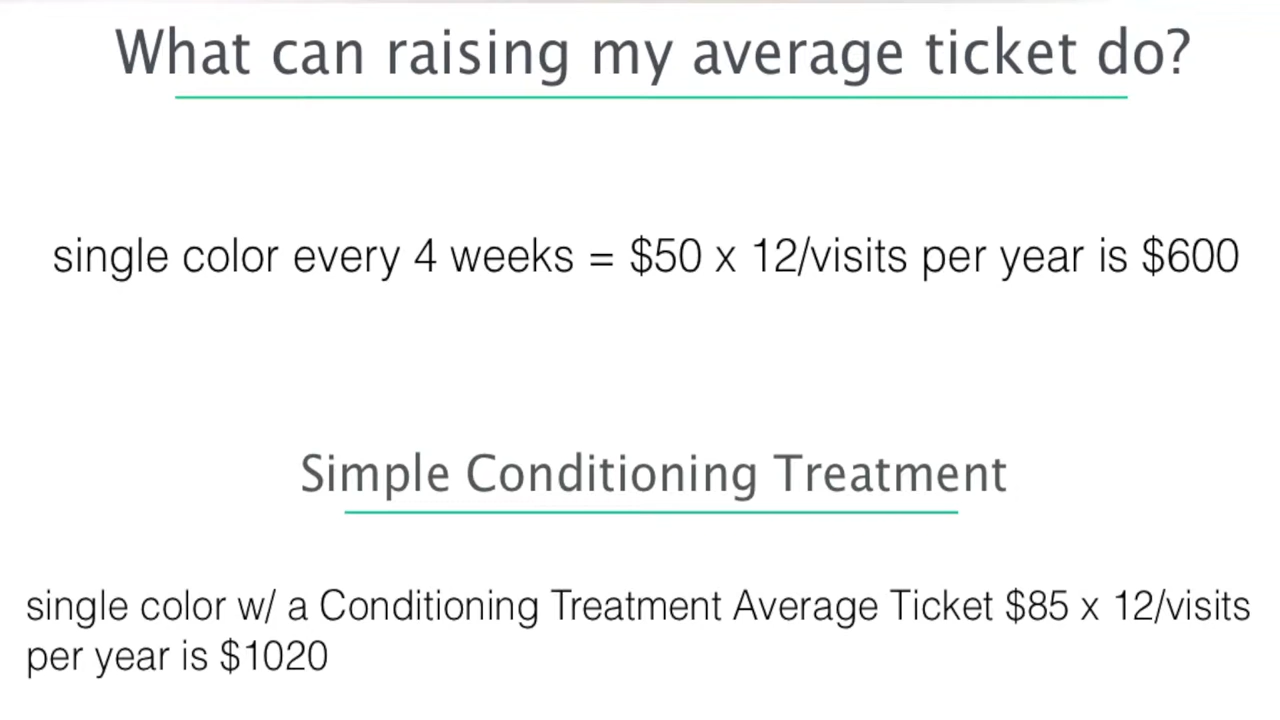 What can raising my average ticket do?
single color every 4 weeks = $50 x 12/visits per year is $600
Simple Conditioning Treatment
single color w/ a Conditioning Treatment Average Ticket $85 x 12/visits
per year is $1020